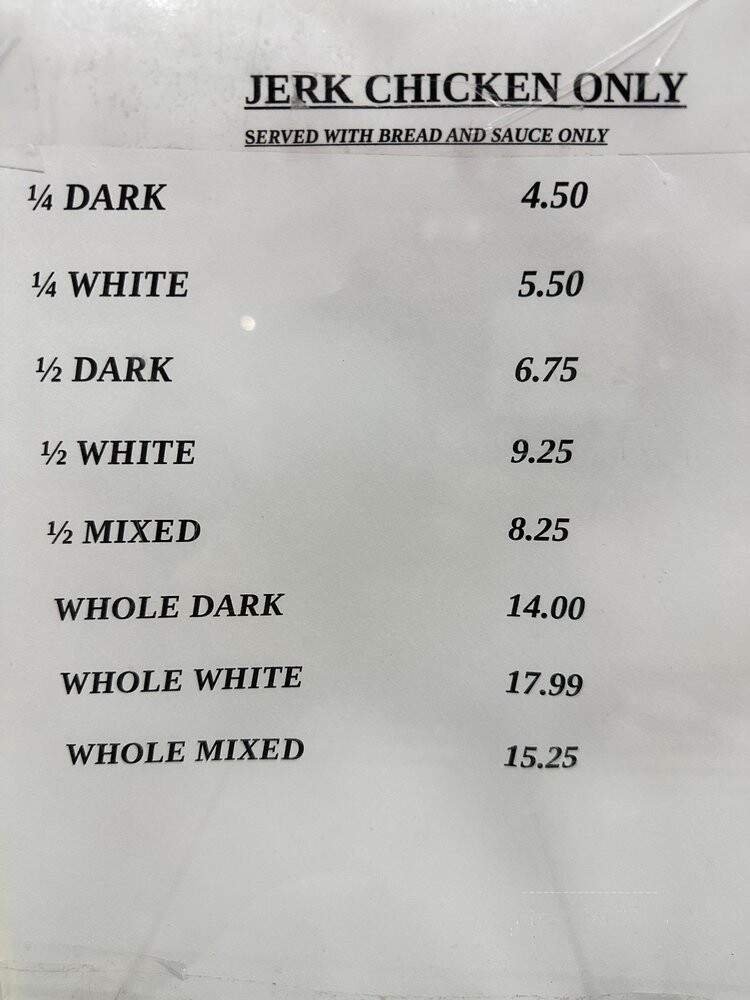 JERK CHICKEN ONLY
SERVED WITH BREAD AND SAUCE ONLY
¼ DARK 4.50
¼ WHITE 5.50
½ DARK 6.75
½ WHITE 9.25
½ MIXED 8.25
WHOLE DARK 14.00
WHOLE WHITE 17.99
WHOLE MIXED 15.25